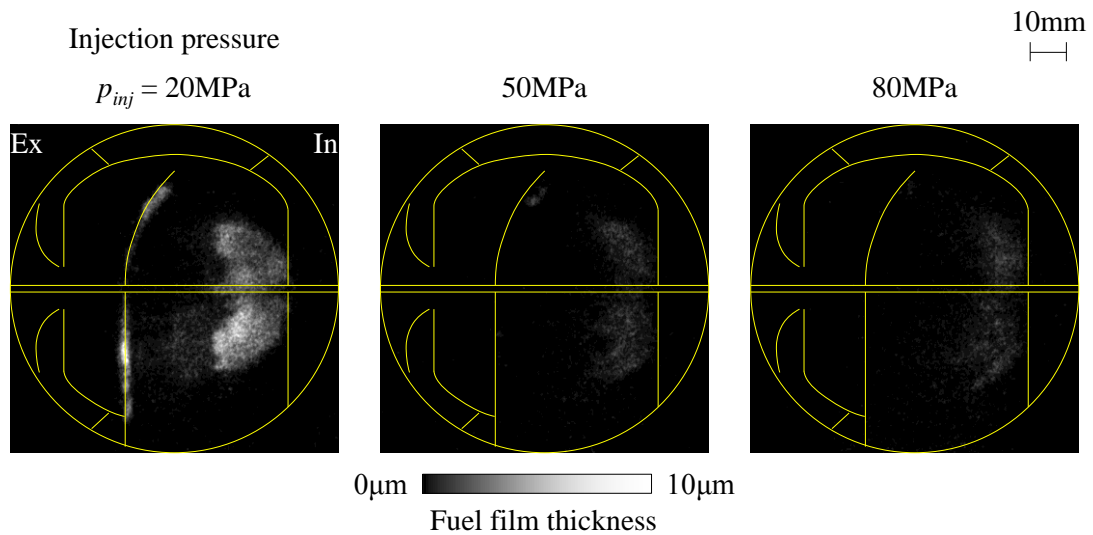 10mm
Injection pressure
p_inj = 20MPa
50MPa
80MPa
Ex
In
0μm
10μm
Fuel film thickness